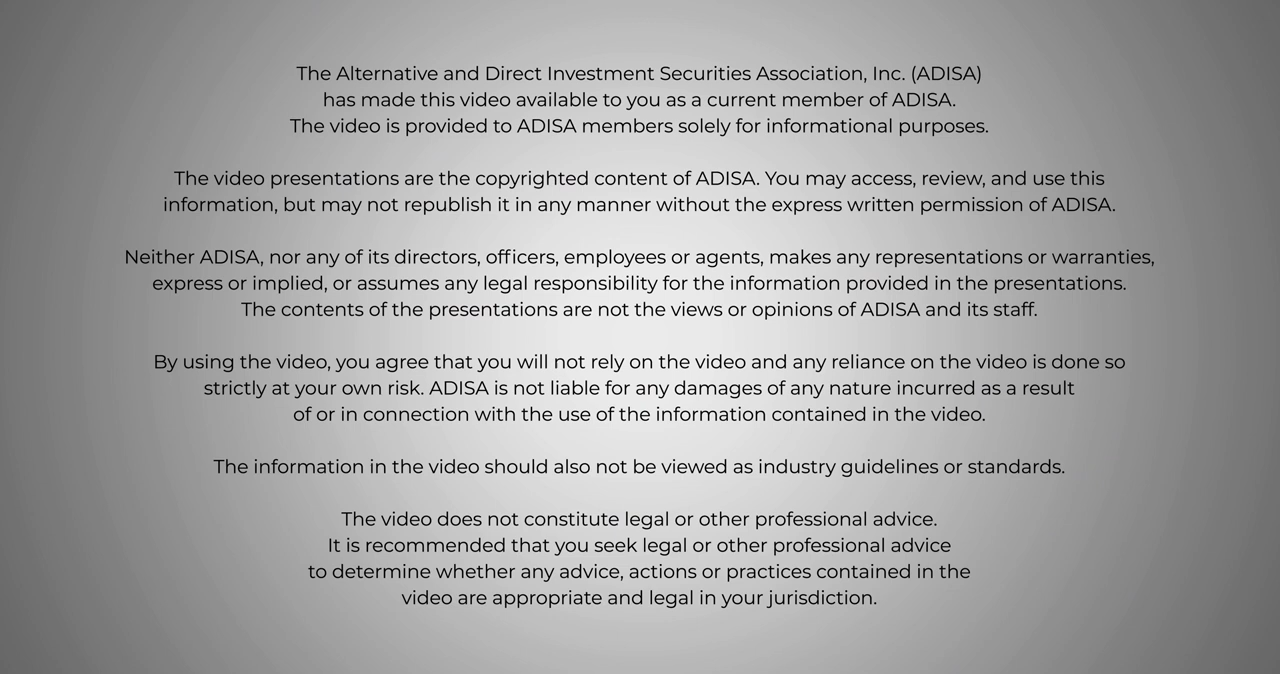 The Alternative and Direct Investment Securities Association, Inc. (ADISA)
has made this video available to you as a current member of ADISA.
The video is provided to ADISA members solely for informational purposes.
The video presentations are the copyrighted content of ADISA. You may access, review, and use this
information, but may not republish it in any manner without the express written permission of ADISA.
Neither ADISA, nor any of its directors, officers, employees or agents, makes any representations or warranties,
express or implied, or assumes any legal responsibility for the information provided in the presentations.
The contents of the presentations are not the views or opinions of ADISA and its staff.
By using the video, you agree that you will not rely on the video and any reliance on the video is done so
strictly at your own risk. ADISA is not liable for any damages of any nature incurred as a result
of or in connection with the use of the information contained in the video.
The information in the video should also not be viewed as industry guidelines or standards.
The video does not constitute legal or other professional advice.
It is recommended that you seek legal or other professional advice
to determine whether any advice, actions or practices contained in the
video are appropriate and legal in your jurisdiction.